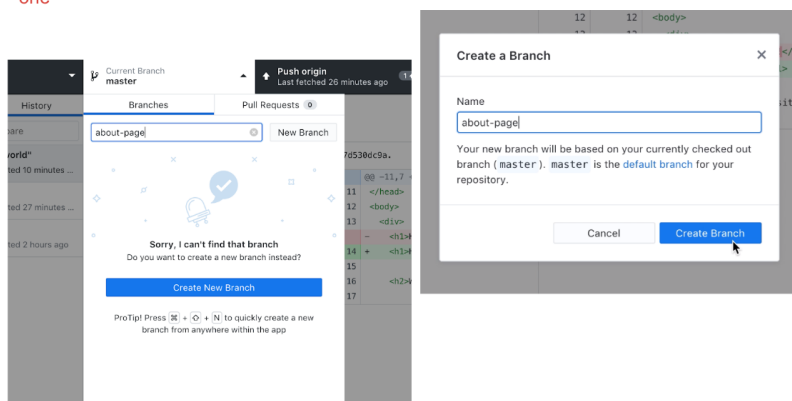 one
Current Branch
master
Push origin
Last fetched 26 minutes ago
History
Branches
Pull Requests 0
about-page
New Branch
ted 10 minutes ...
ted 27 minutes ...
ted 2 hours ago
7d530dc9a.
@@ -11,7
11 </head>
12 <body>
13 <div>
- <h1>
14 + <h1>
15
16 <h2>
17
Sorry, I can't find that branch
Do you want to create a new branch instead?
Create New Branch
ProTip! Press ⌘ + ⇧ + N to quickly create a new
branch from anywhere within the app
12 12 <body>
Create a Branch
Name
about-page
Your new branch will be based on your currently checked out
branch (master). master is the default branch for your
repository.
Cancel
Create Branch